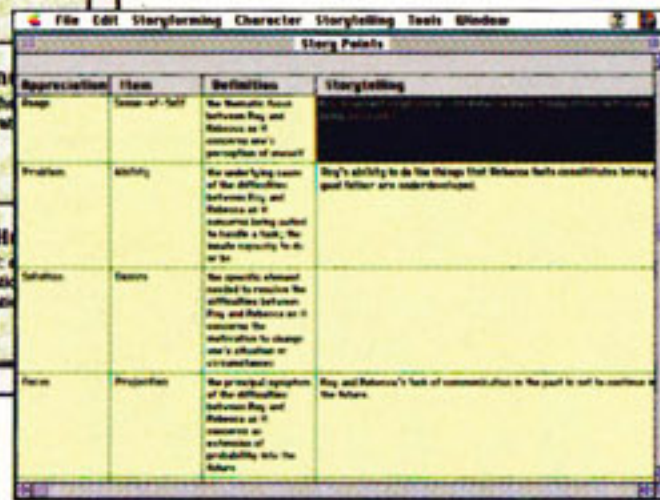 File Edit Storyforming Character Storytelling Tools Window
Story Points
Appreciation Item Definition Storytelling
Range Sense-of-Self
the thematic focus
between Roy and
Rebecca as it
concerns one's
perception of oneself
Problem Ability
the underlying cause
of the difficulties
between Roy and
Rebecca as it
concerns being suited
to handle a task; the
innate capacity to do
or be
Roy's ability to do the things that Rebecca feels constitutes being a
good father are underdeveloped.
Solution Desire
the specific element
needed to resolve the
difficulties between
Roy and Rebecca as it
concerns the
motivation to change
one's situation or
circumstances
Focus Projection
the principal symptom
of the difficulties
between Roy and
Rebecca as it
concerns an
extension of
probability into the
future
Roy and Rebecca's lack of communication in the past is set to continue in
the future.